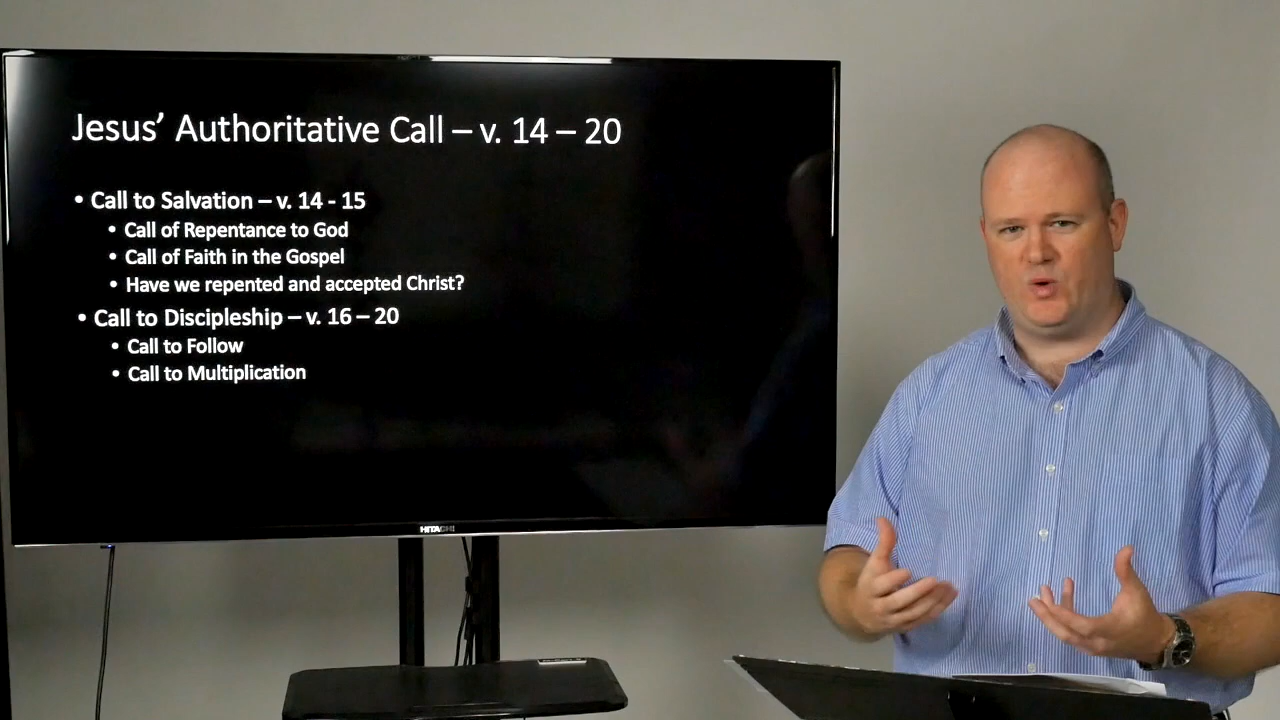 Jesus’ Authoritative Call – v. 14 – 20
• Call to Salvation – v. 14 - 15
• Call of Repentance to God
• Call of Faith in the Gospel
• Have we repented and accepted Christ?
• Call to Discipleship – v. 16 – 20
• Call to Follow
• Call to Multiplication
HITACHI